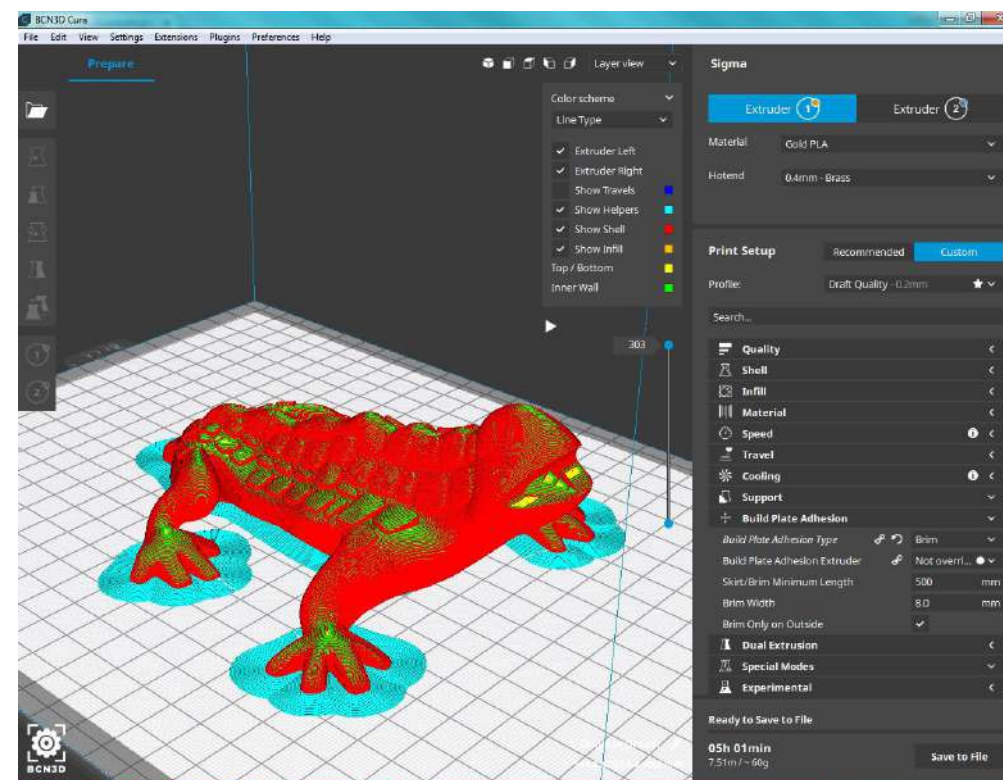 BCN3D Cura
File Edit View Settings Extensions Plugins Preferences Help
Prepare
Layer view
Color scheme
Line Type
Extruder Left
Extruder Right
Show Travels
Show Helpers
Show Shell
Show Infill
Top / Bottom
Inner Wall
303
BCN3D
Sigma
Extruder 1 Extruder 2
Material Gold PLA
Hotend 0.4mm - Brass
Print Setup Recommended Custom
Profile: Draft Quality - 0.2mm
Search...
Quality
Shell
Infill
Material
Speed
Travel
Cooling
Support
Build Plate Adhesion
Build Plate Adhesion Type Brim
Build Plate Adhesion Extruder Not overri...
Skirt/Brim Minimum Length 500 mm
Brim Width 8.0 mm
Brim Only on Outside
Dual Extrusion
Special Modes
Experimental
Ready to Save to File
05h 01min
7.51m / ~ 60g
Save to File